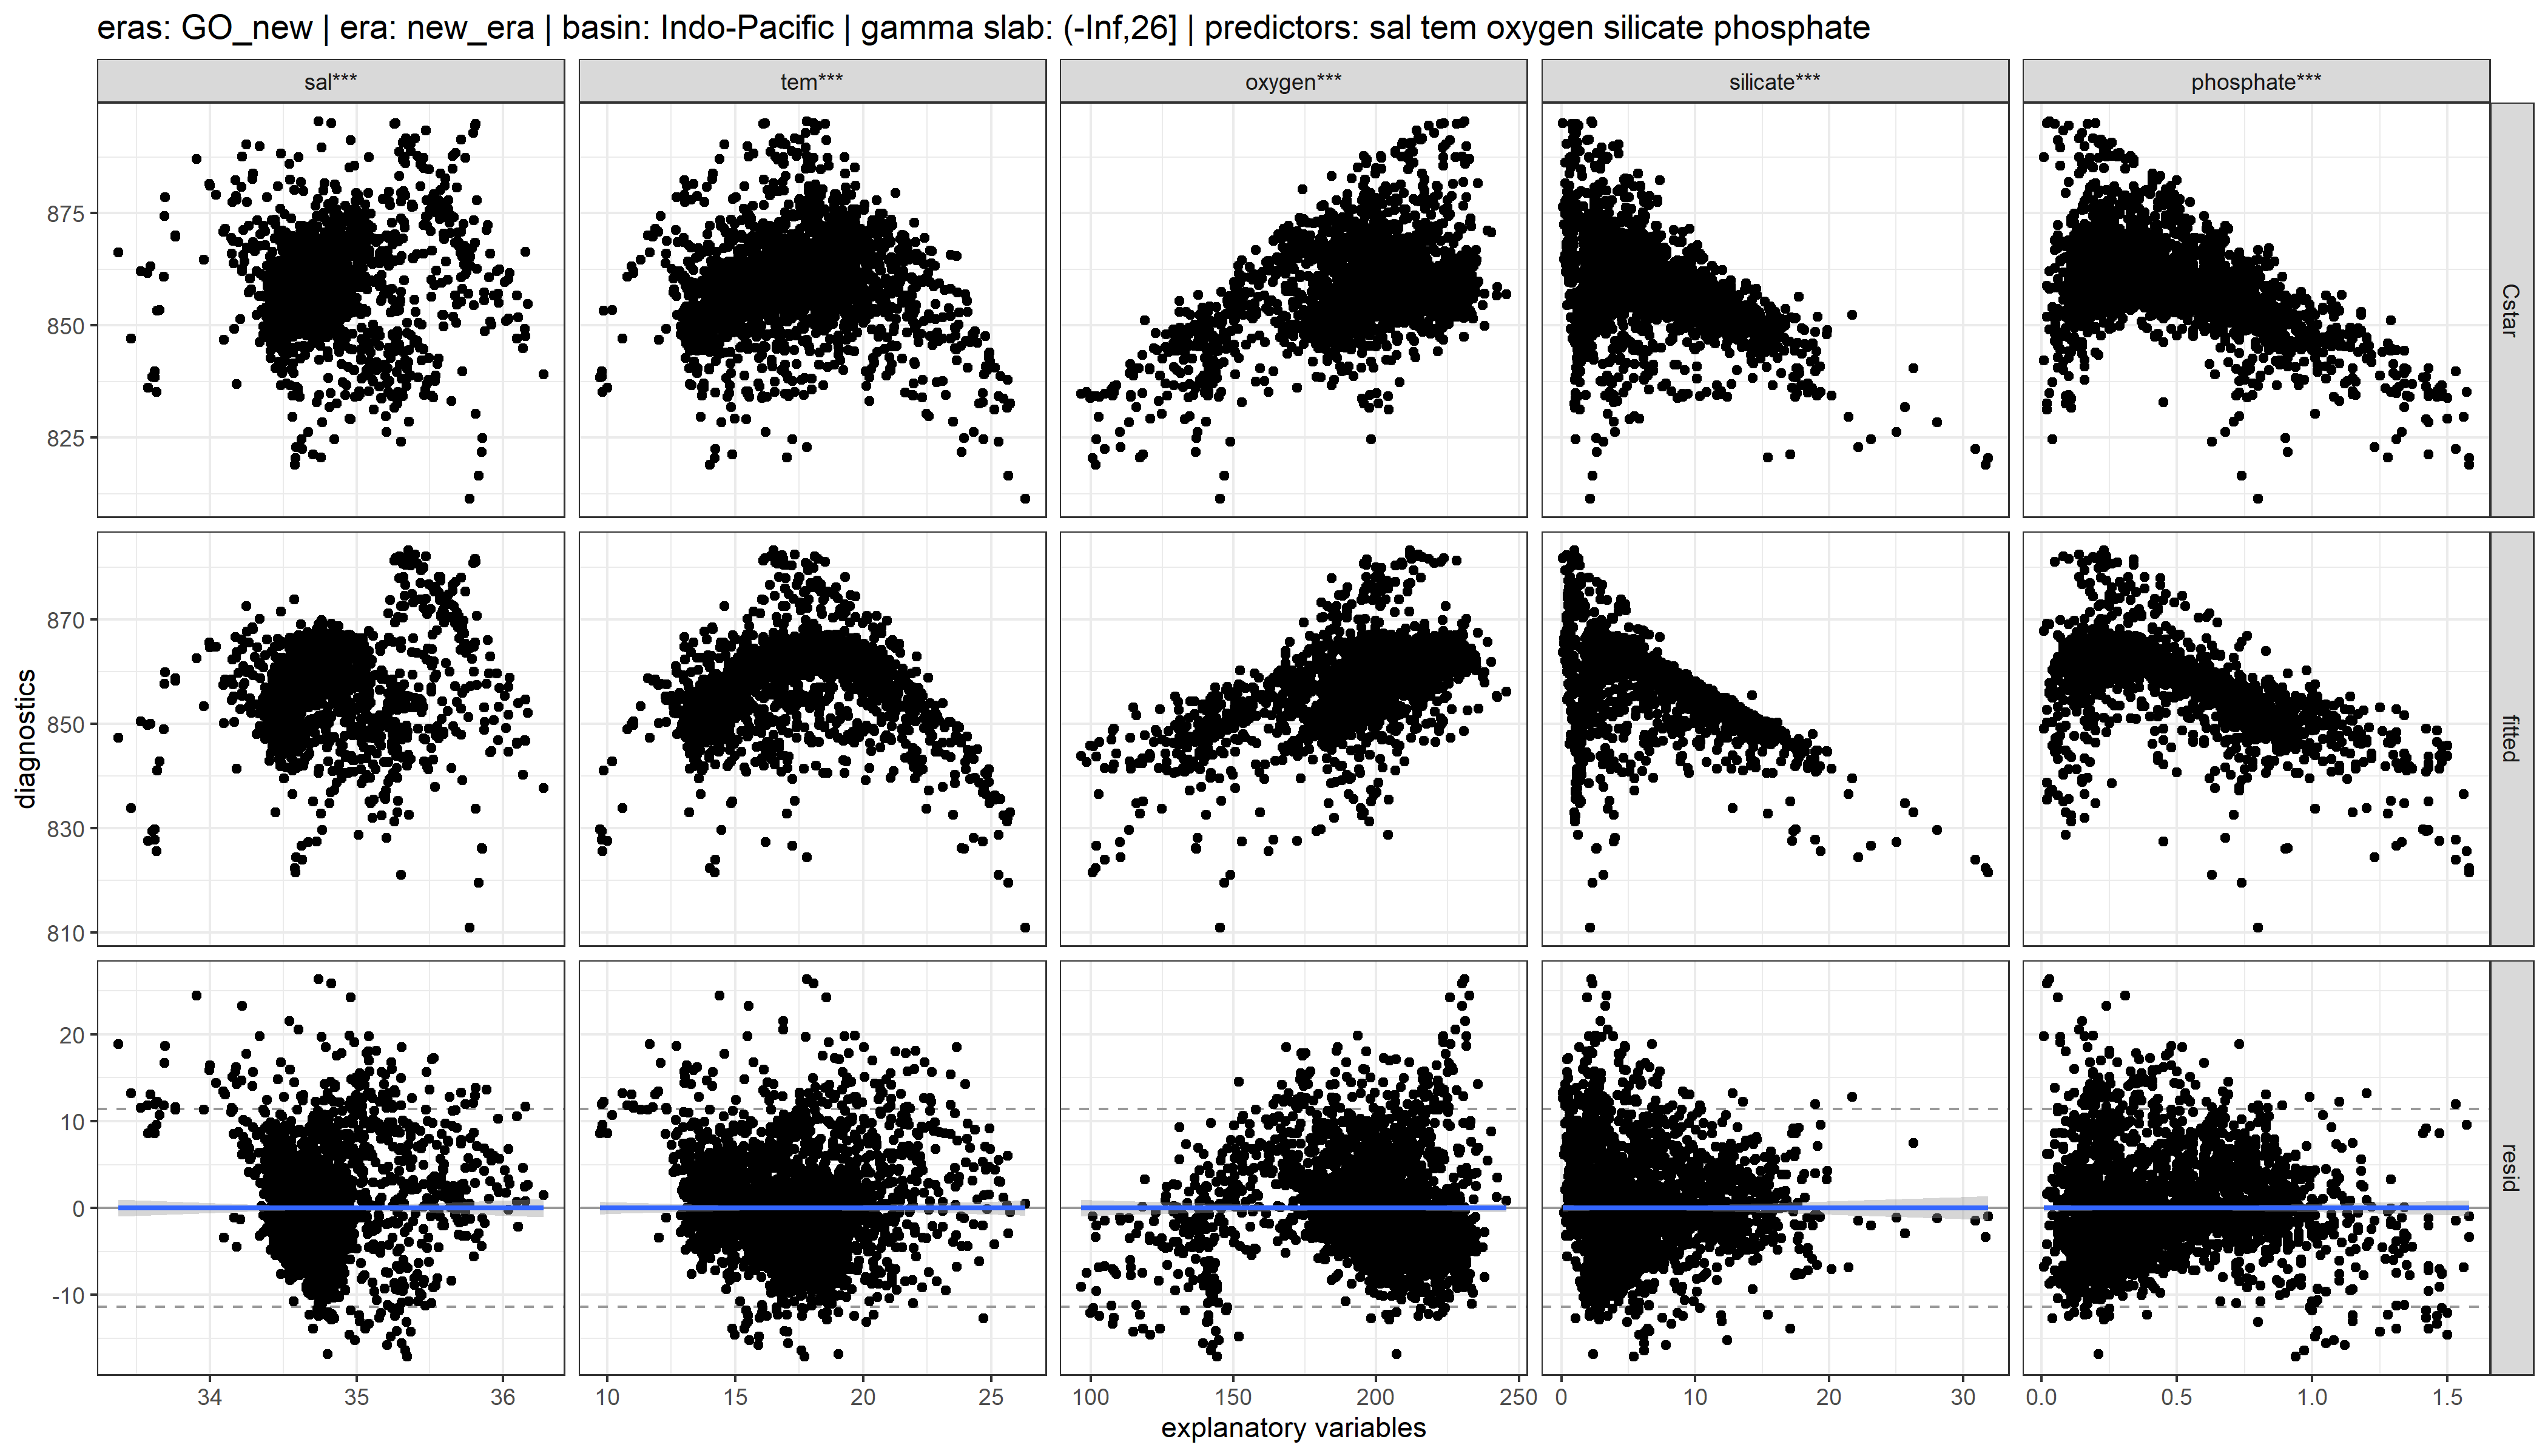 eras: GO_new | era: new_era | basin: Indo-Pacific | gamma slab: (-Inf,26] | predictors: sal tem oxygen silicate phosphate
sal*** tem*** oxygen*** silicate*** phosphate***
875
850
825
Cstar
870
850
830
810
fitted
diagnostics
20
10
0
-10
resid
34 35 36 10 15 20 25 100 150 200 250 0 10 20 30 0.0 0.5 1.0 1.5
explanatory variables